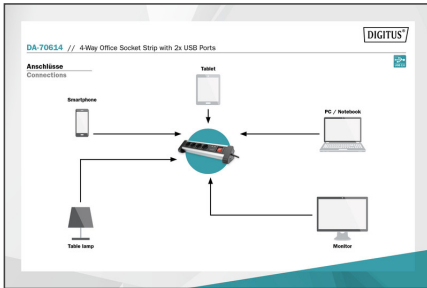 DIGITUS®
DA-70614 // 4-Way Office Socket Strip with 2x USB Ports
Anschlüsse
Connections
Tablet
Smartphone
PC / Notebook
Table lamp
Monitor